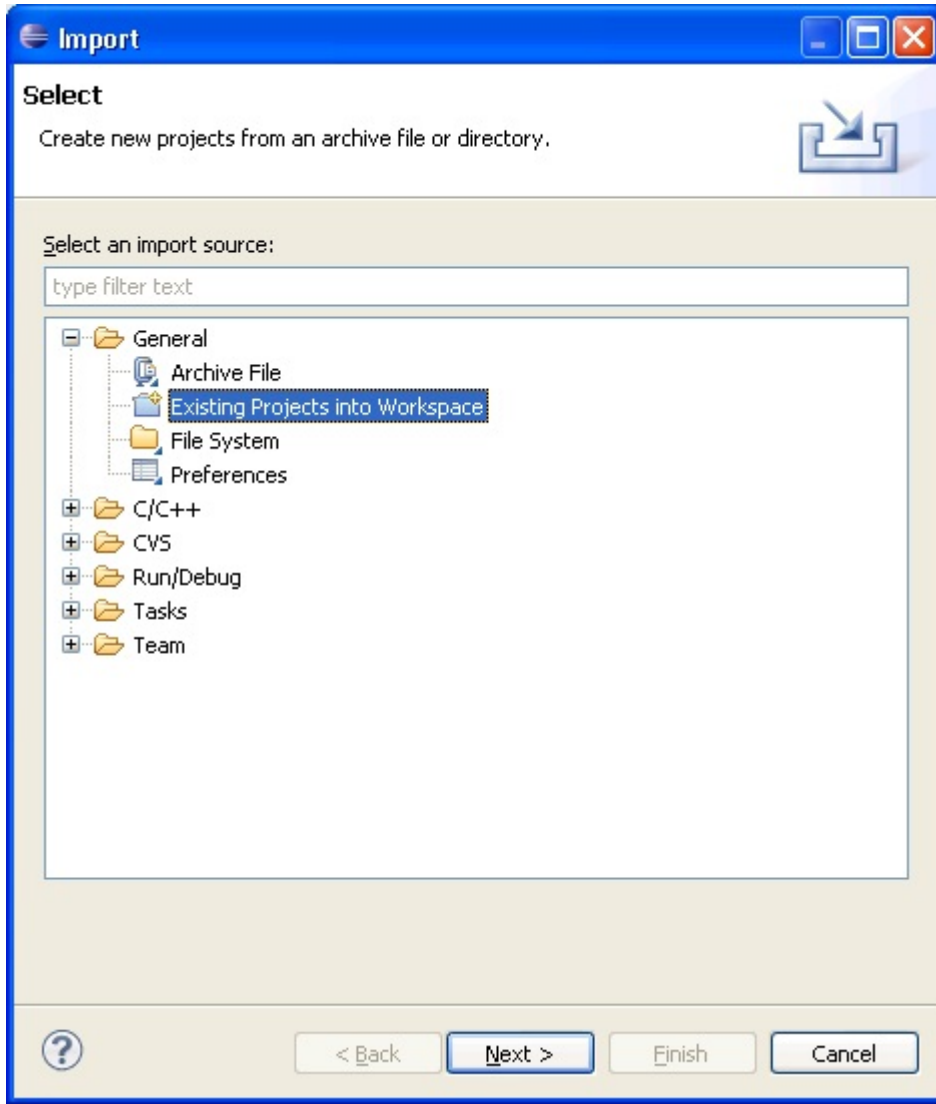 Import
Select
Create new projects from an archive file or directory.
Select an import source:
type filter text
General
Archive File
Existing Projects into Workspace
File System
Preferences
C/C++
CVS
Run/Debug
Tasks
Team
? < Back Next > Finish Cancel